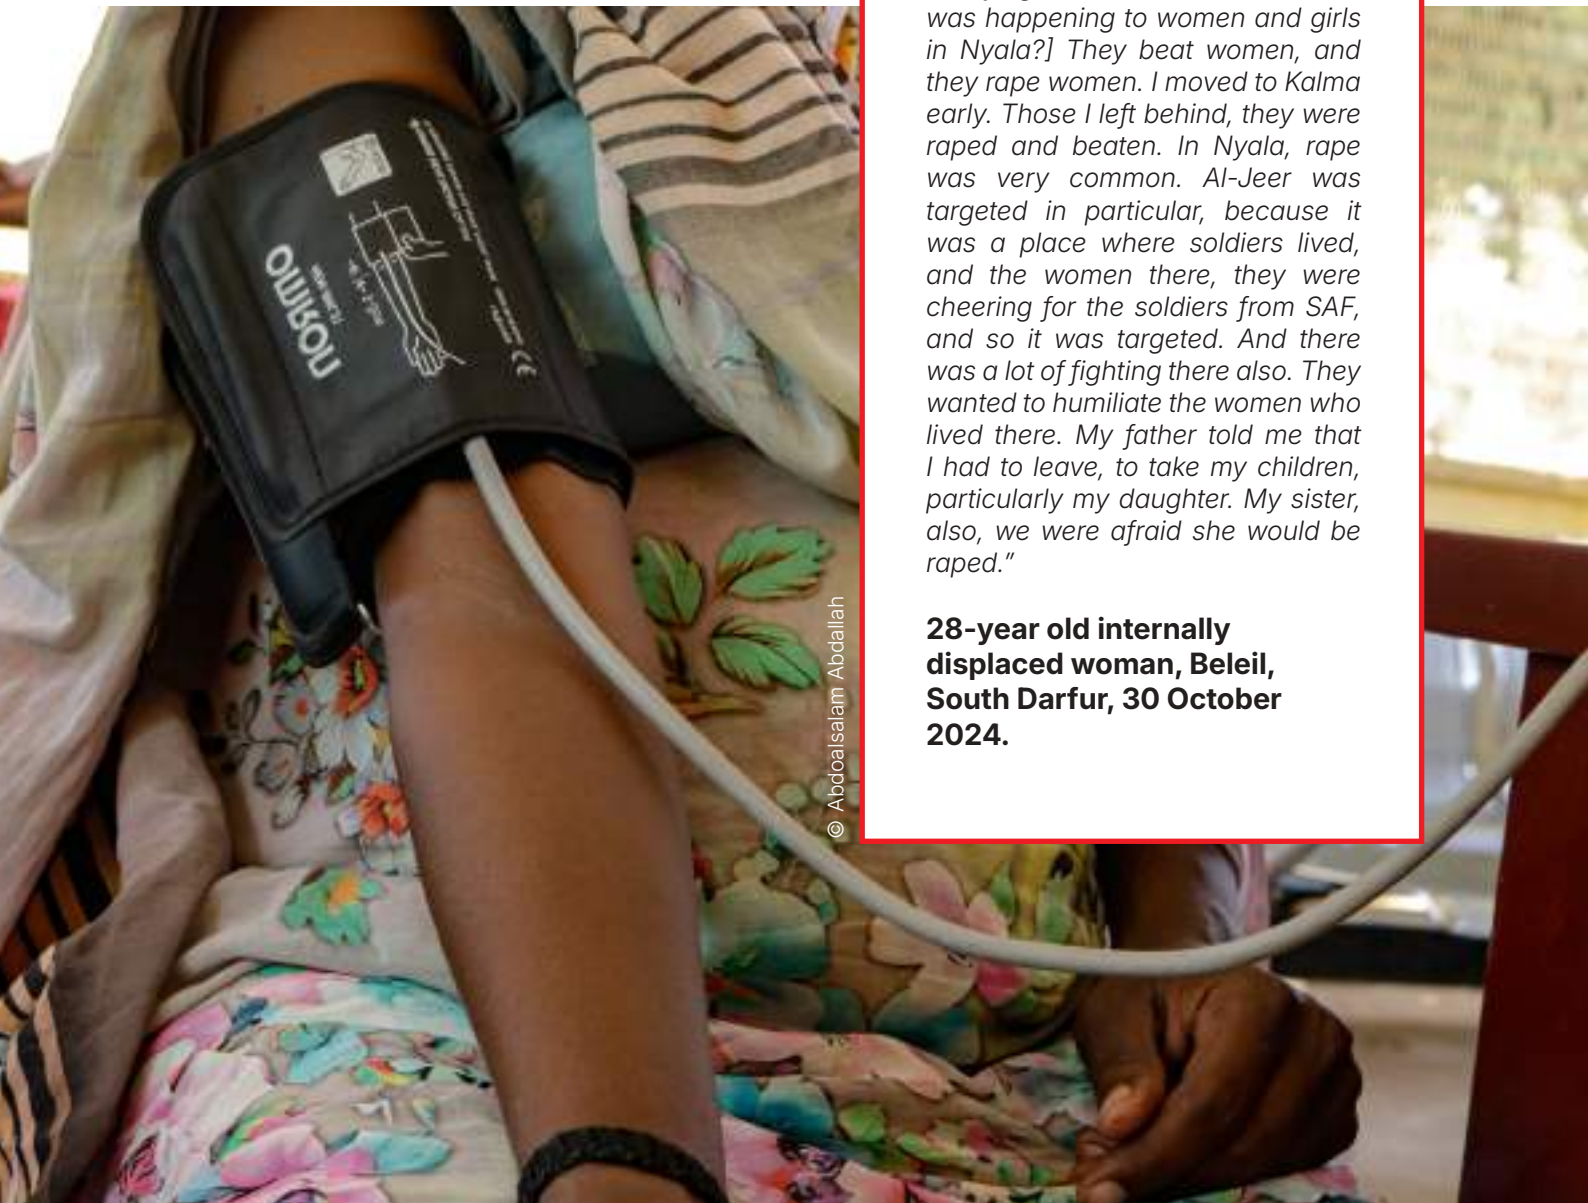 was happening to women and girls
in Nyala?] They beat women, and
they rape women. I moved to Kalma
early. Those I left behind, they were
raped and beaten. In Nyala, rape
was very common. Al-Jeer was
targeted in particular, because it
was a place where soldiers lived,
and the women there, they were
cheering for the soldiers from SAF,
and so it was targeted. And there
was a lot of fighting there also. They
wanted to humiliate the women who
lived there. My father told me that
I had to leave, to take my children,
particularly my daughter. My sister,
also, we were afraid she would be
raped.”
28-year old internally
displaced woman, Beleil,
South Darfur, 30 October
2024.
© Abdoalsalam Abdallah
OMRON
CE